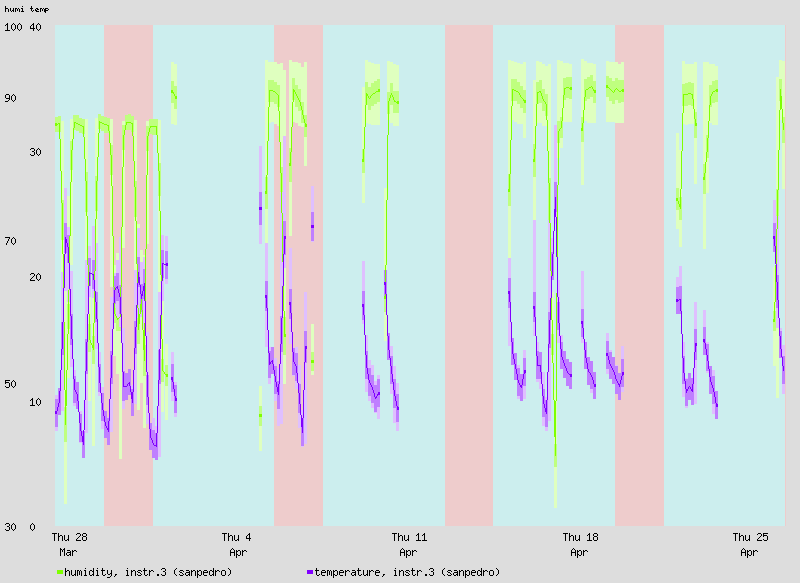 humi temp
100 40
90
30
70
20
50
10
30 0
Thu 28 Thu 4 Thu 11 Thu 18 Thu 25
Mar Apr Apr Apr Apr
humidity, instr.3 (sanpedro) temperature, instr.3 (sanpedro)